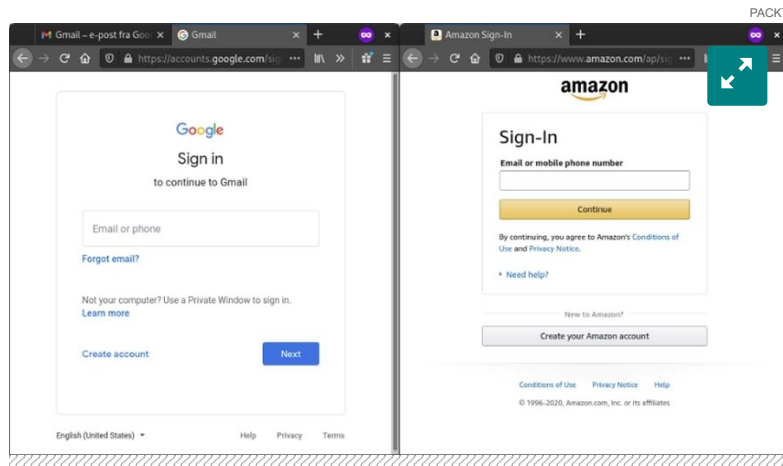 PACKT
Gmail – e-post fra Goo
Gmail
https://accounts.google.com/sig
Google
Sign in
to continue to Gmail
Email or phone
Forgot email?
Not your computer? Use a Private Window to sign in.
Learn more
Create account
Next
English (United States)
Help Privacy Terms
Amazon Sign-In
https://www.amazon.com/ap/sig
amazon
Sign-In
Email or mobile phone number
Continue
By continuing, you agree to Amazon's Conditions of
Use and Privacy Notice.
Need help?
New to Amazon?
Create your Amazon account
Conditions of Use Privacy Notice Help
© 1996-2020, Amazon.com, Inc. or its affiliates